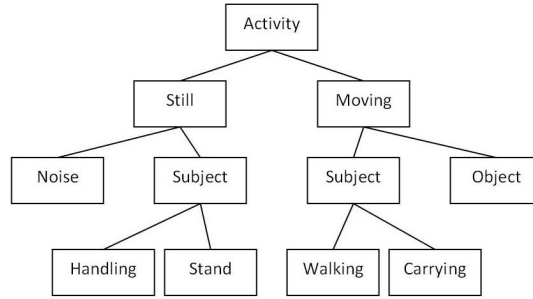 Activity
Still
Moving
Noise
Subject
Subject
Object
Handling
Stand
Walking
Carrying